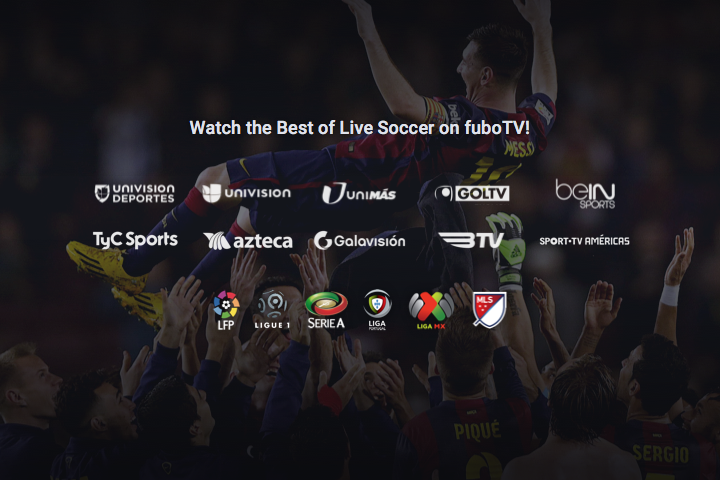 Watch the Best of Live Soccer on fuboTV!
MESSI
10
UNIVISION DEPORTES UNIVISION UNIMÁS GOLTV beIN SPORTS
TyC Sports azteca Galavisión BTV SPORT·TV AMÉRICAS
LFP LIGUE 1 SERIE A LIGA PORTUGAL LIGA MX MLS
PIQUÉ
SERGIO